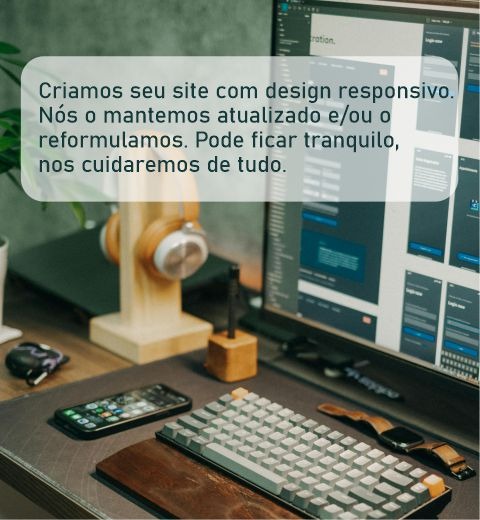 Criamos seu site com design responsivo.
Nós o mantemos atualizado e/ou o
reformulamos. Pode ficar tranquilo,
nos cuidaremos de tudo.